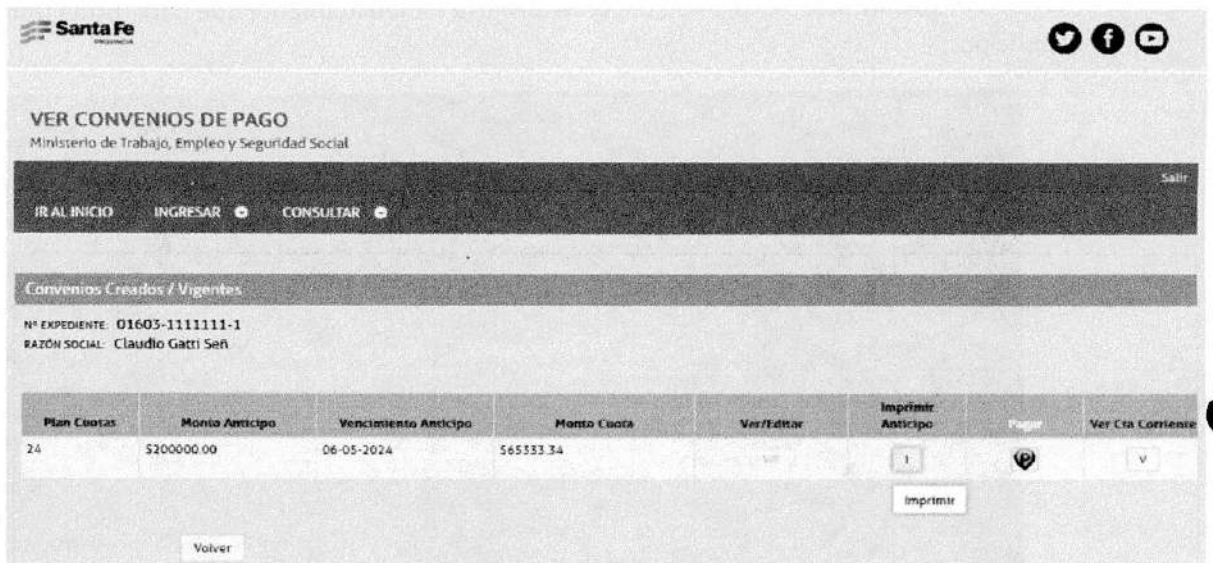 Santa Fe
PROVINCIA
VER CONVENIOS DE PAGO
Ministerio de Trabajo, Empleo y Seguridad Social
Salir
IR AL INICIO INGRESAR CONSULTAR
Convenios Creados / Vigentes
Nº EXPEDIENTE: 01603-1111111-1
RAZÓN SOCIAL: Claudio Gatti Señ
Plan Cuotas Monto Anticipo Vencimiento Anticipo Monto Cuota Ver/Editar Imprimir Anticipo Pagar Ver Cta Corriente
24 $200000.00 06-05-2024 $65333.34 I P V
Imprimir
Volver